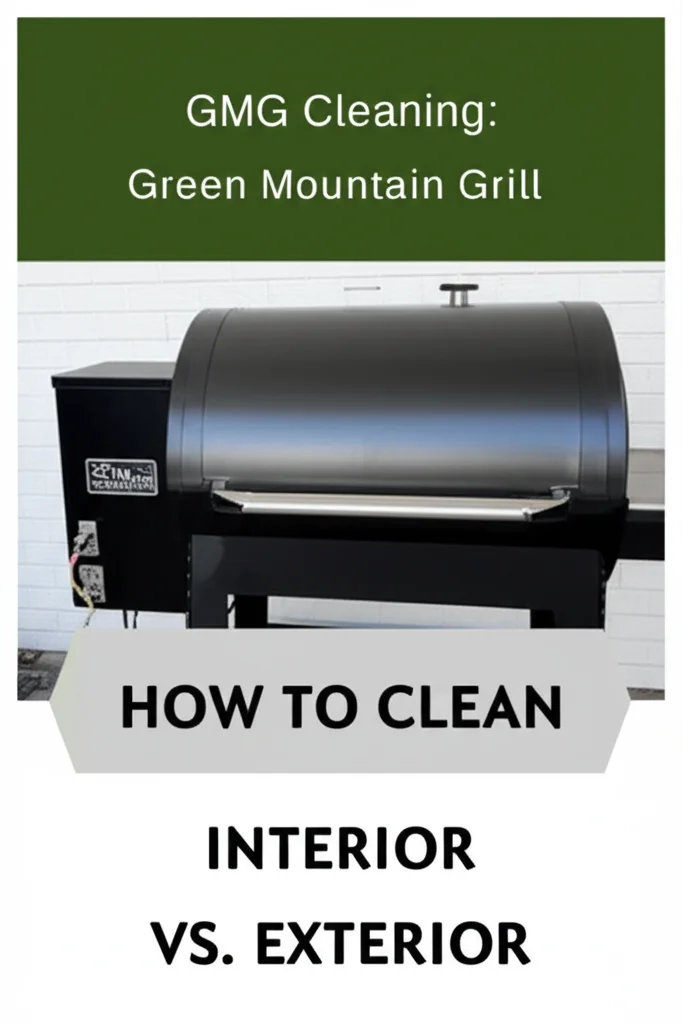 GMG Cleaning:
Green Mountain Grill
HOW TO CLEAN
INTERIOR
VS. EXTERIOR